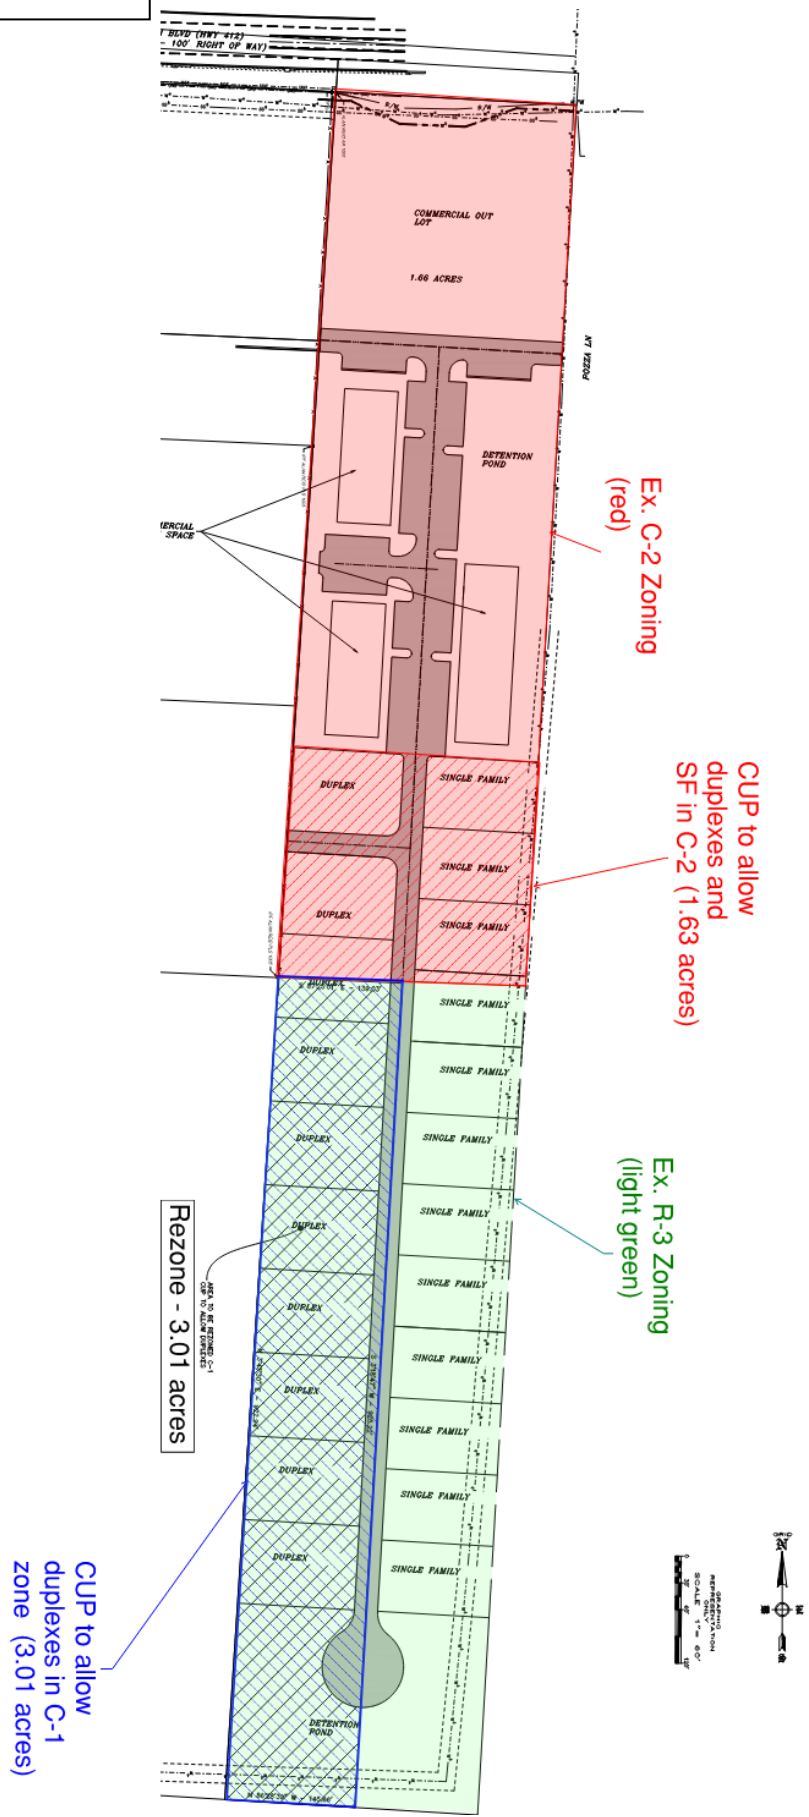 BLVD (HWY 412)
100' RIGHT OF WAY)
R/W
COMMERCIAL OUT
LOT
1.66 ACRES
POZZA LN
DETENTION
POND
Ex. C-2 Zoning
(red)
ERCIAL
SPACE
CUP to allow
duplexes and
SF in C-2 (1.63 acres)
DUPLEX
SINGLE FAMILY
SINGLE FAMILY
DUPLEX
SINGLE FAMILY
DUPLEX
SINGLE FAMILY
DUPLEX
SINGLE FAMILY
DUPLEX
SINGLE FAMILY
Ex. R-3 Zoning
(light green)
DUPLEX
SINGLE FAMILY
Rezone - 3.01 acres
AREA TO BE REZONED C-1
CUP TO ALLOW DUPLEXES
DUPLEX
SINGLE FAMILY
DUPLEX
SINGLE FAMILY
SINGLE FAMILY
DUPLEX
SINGLE FAMILY
DUPLEX
SINGLE FAMILY
DETENTION
POND
CUP to allow
duplexes in C-1
zone (3.01 acres)
GRAPHIC
REPRESENTATION
ONLY
SCALE 1"= 60'